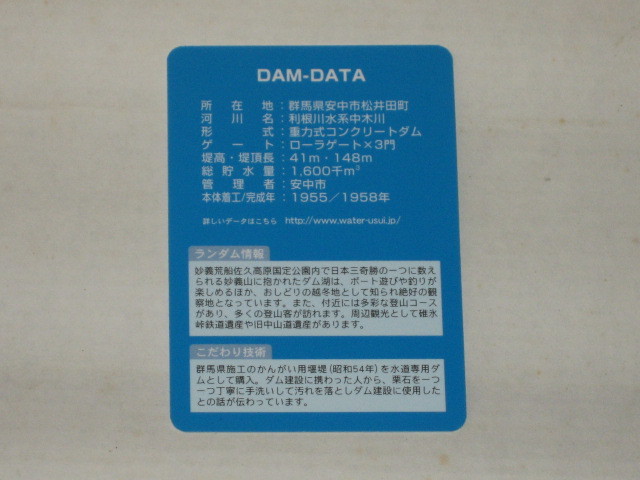 DAM-DATA
所在地：群馬県安中市松井田町
河川名：利根川水系中木川
形式：重力式コンクリートダム
ゲート：ローラゲート×3門
堤高・堤頂長：41m・148m
総貯水量：1,600千m³
管理者：安中市
本体着工/完成年：1955／1958年
詳しいデータはこちら http://www.water-usui.jp/
ランダム情報
妙義荒船佐久高原国定公園内で日本三奇勝の一つに数え
られる妙義山に抱かれたダム湖は、ボート遊びや釣りが
楽しめるほか、おしどりの越冬地として知られ絶好の観
察地となっています。また、付近には多彩な登山コース
があり、多くの登山客が訪れます。周辺観光として碓氷
峠鉄道遺産や旧中山道遺産があります。
こだわり技術
群馬県施工のかんがい用堰堤（昭和54年）を水道専用ダ
ムとして購入。ダム建設に携わった人から、栗石を一つ
一つ丁寧に手洗いして汚れを落としダム建設に使用した
との話が伝わっています。